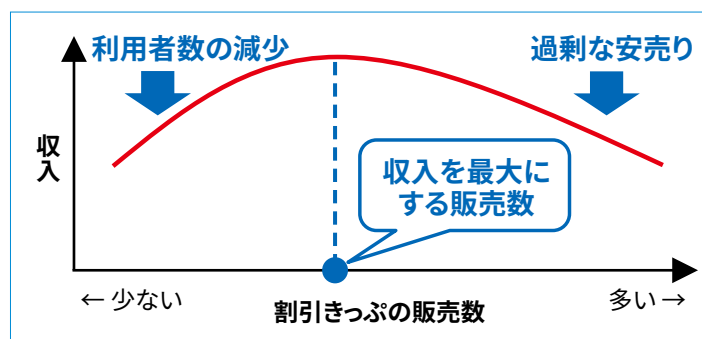 利用者数の減少
過剰な安売り
収入
収入を最大に
する販売数
← 少ない
割引きっぷの販売数
多い →